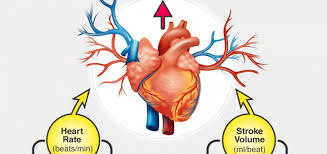 Heart
Rate
(beats/min)
Stroke
Volume
(ml/beat)